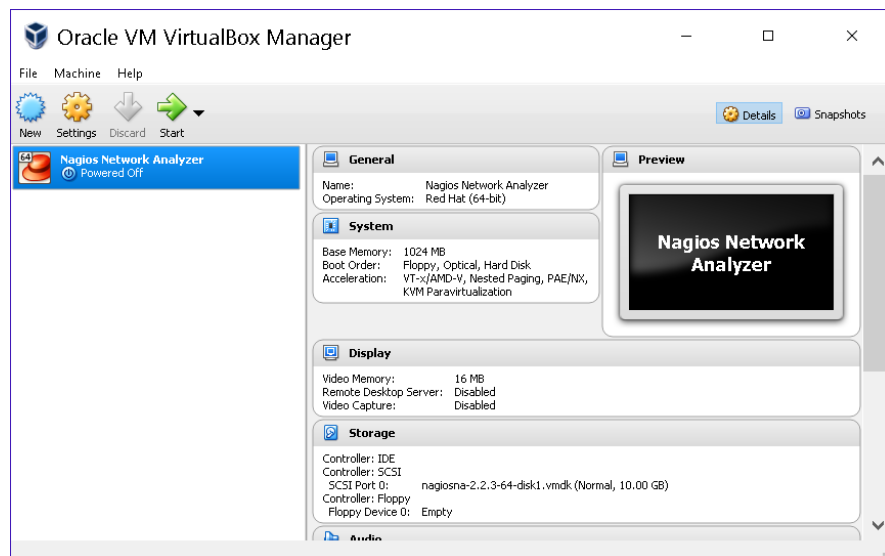 Oracle VM VirtualBox Manager
File Machine Help
New Settings Discard Start Details Snapshots
64 Nagios Network Analyzer
Powered Off
General
Name: Nagios Network Analyzer
Operating System: Red Hat (64-bit)
System
Base Memory: 1024 MB
Boot Order: Floppy, Optical, Hard Disk
Acceleration: VT-x/AMD-V, Nested Paging, PAE/NX,
KVM Paravirtualization
Preview
Nagios Network
Analyzer
Display
Video Memory: 16 MB
Remote Desktop Server: Disabled
Video Capture: Disabled
Storage
Controller: IDE
Controller: SCSI
SCSI Port 0: nagiosna-2.2.3-64-disk1.vmdk (Normal, 10.00 GB)
Controller: Floppy
Floppy Device 0: Empty
Audio